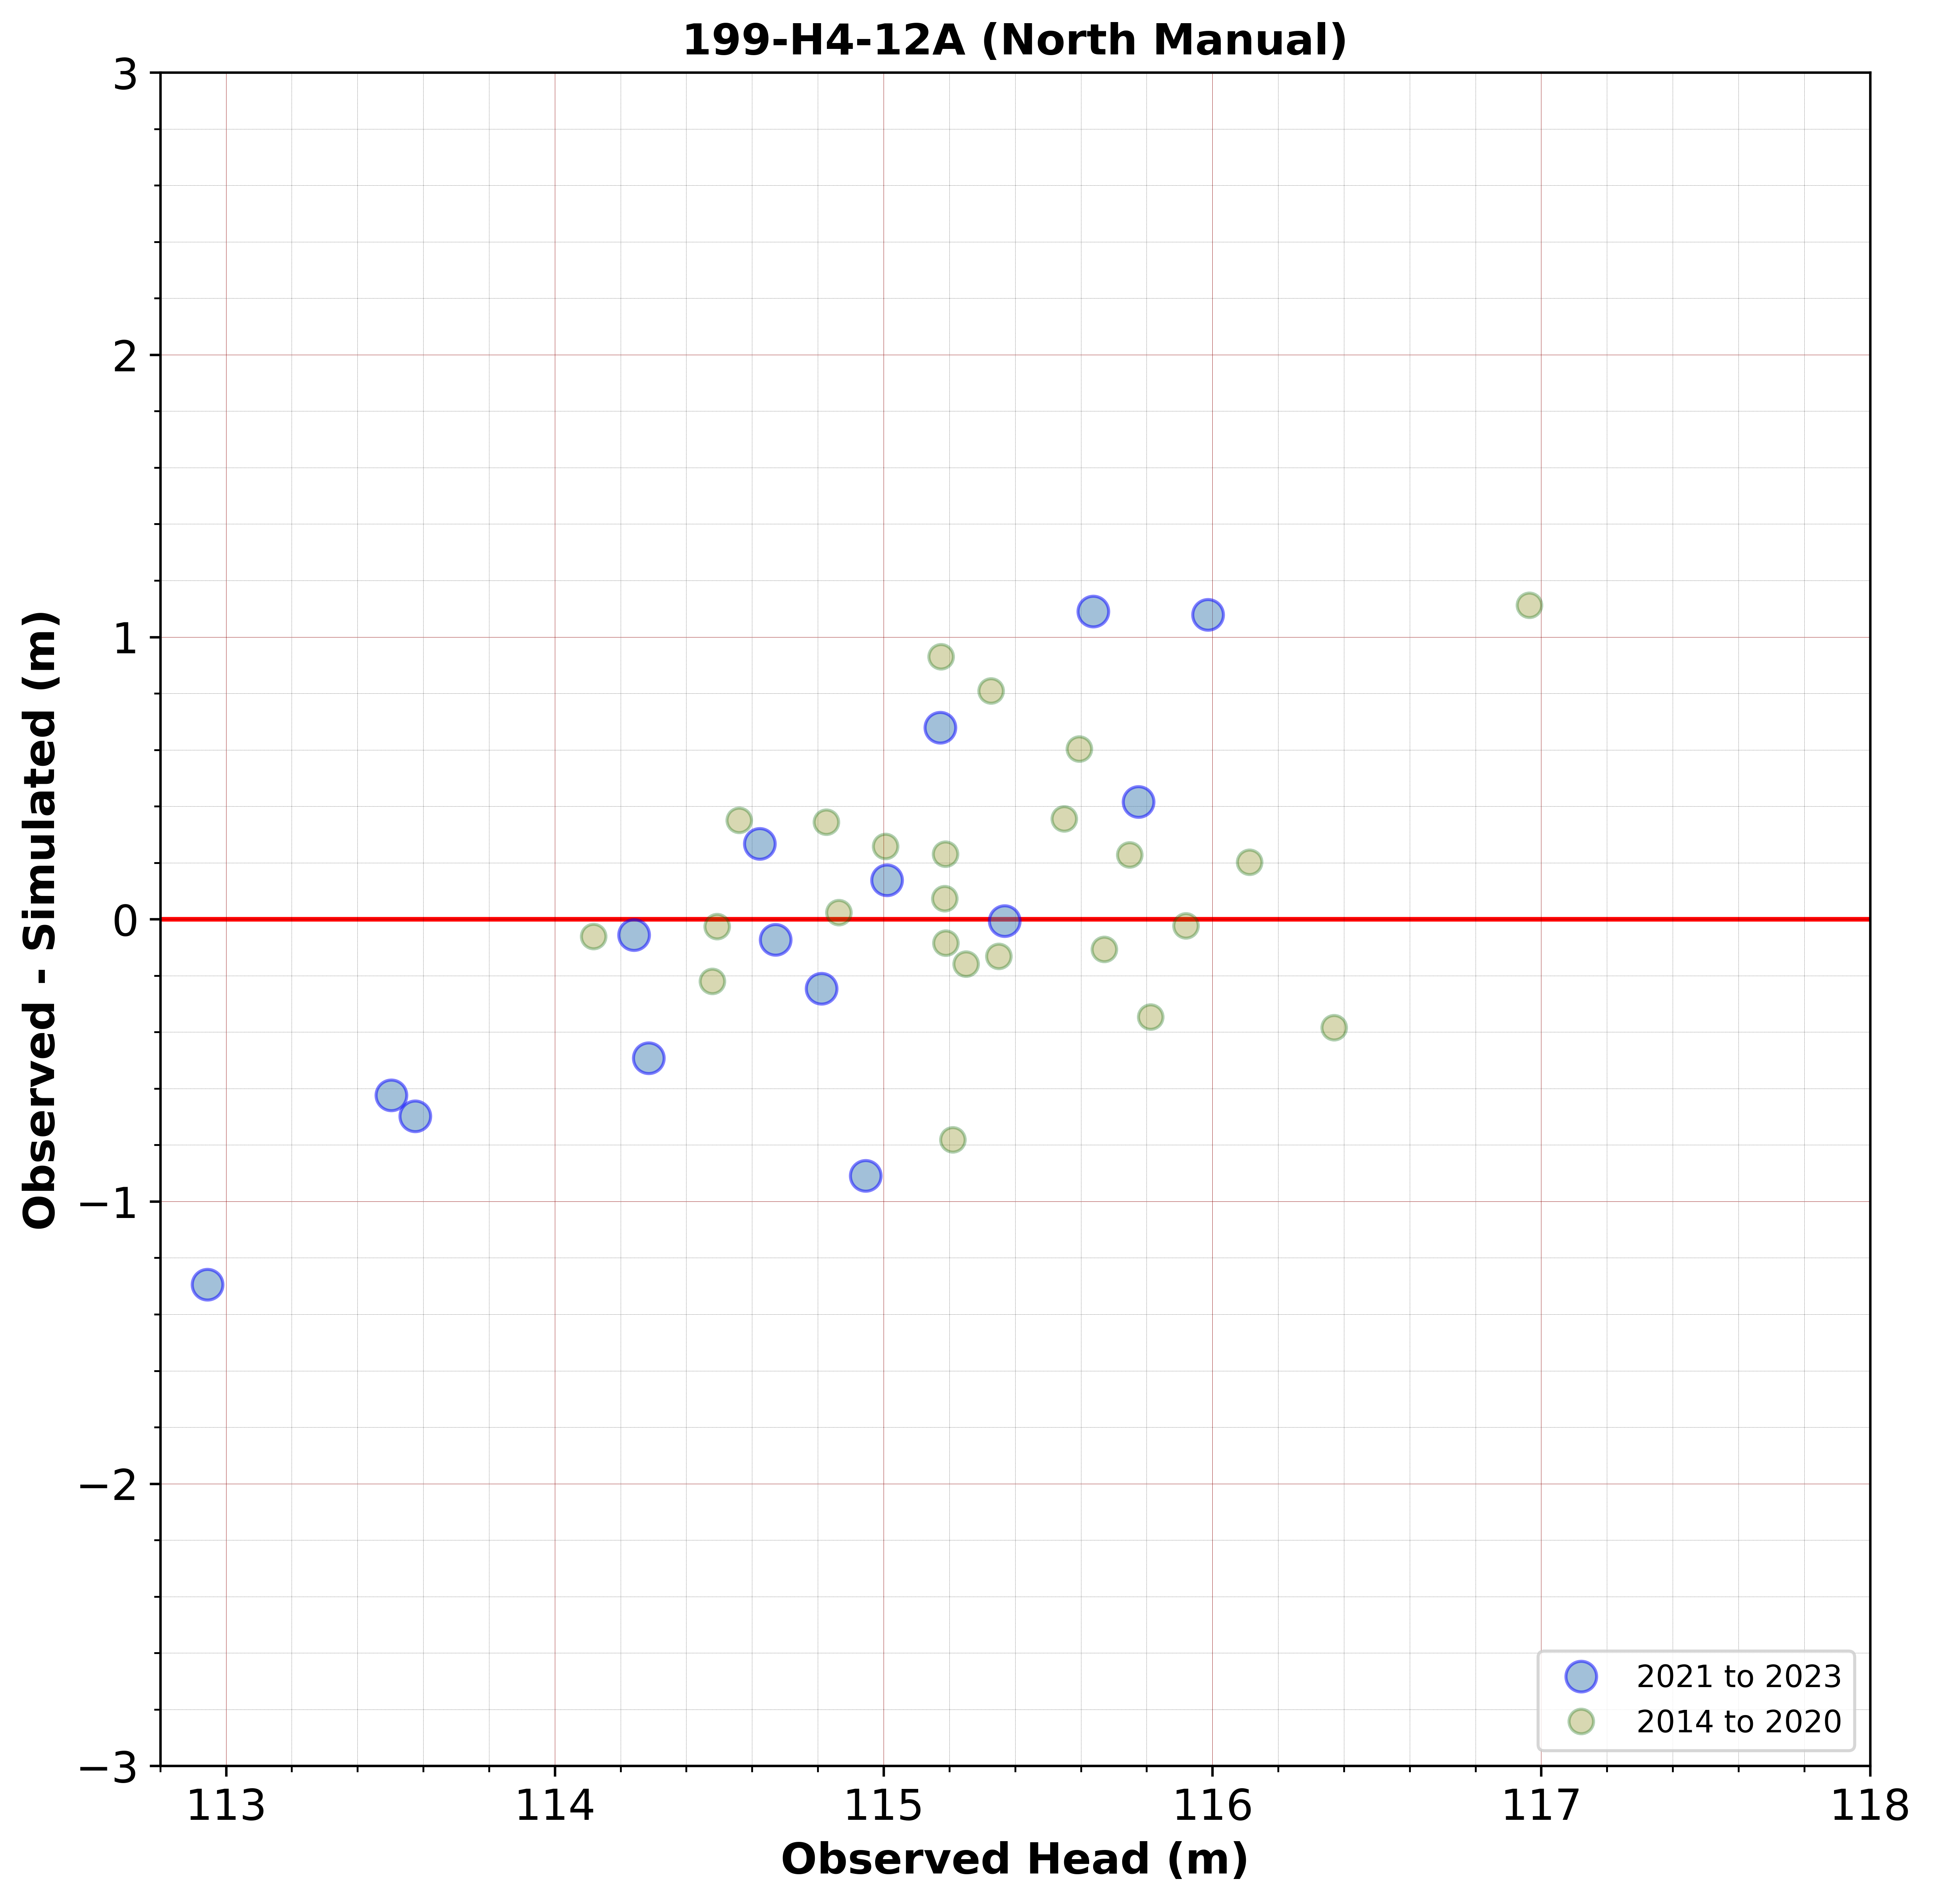 199-H4-12A (North Manual)
3
2
1
0
−1
−2
−3
Observed - Simulated (m)
113 114 115 116 117 118
Observed Head (m)
2021 to 2023
2014 to 2020